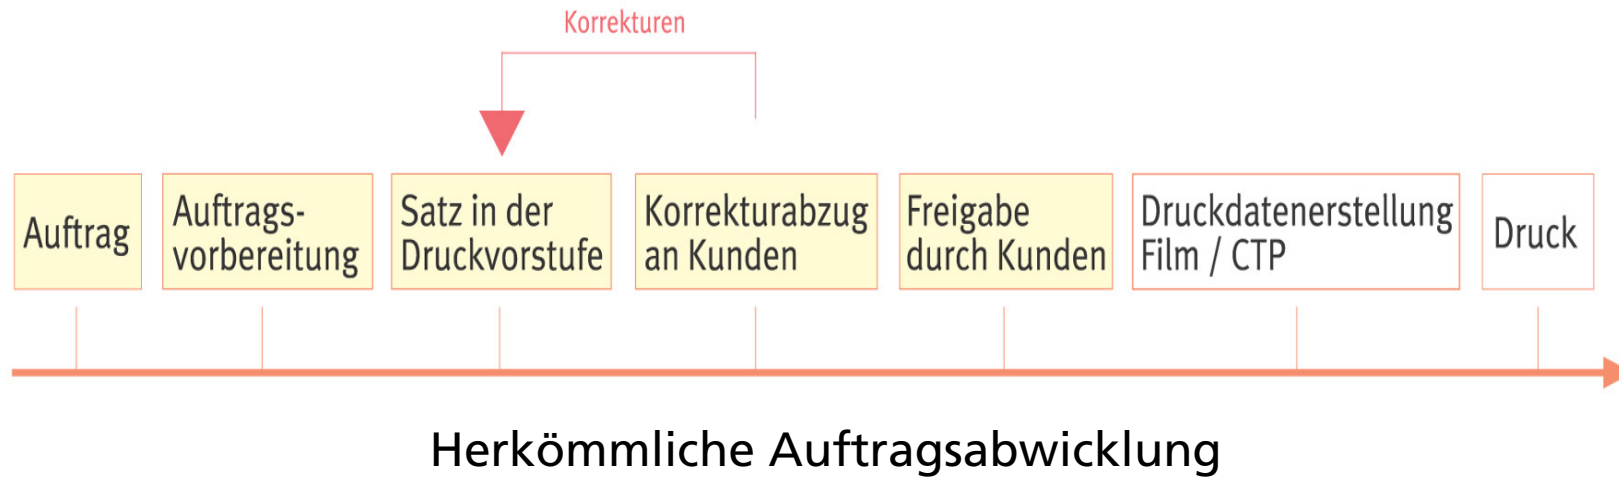 Korrekturen
Auftrag
Auftrags-
vorbereitung
Satz in der
Druckvorstufe
Korrekturabzug
an Kunden
Freigabe
durch Kunden
Druckdatenerstellung
Film / CTP
Druck
Herkömmliche Auftragsabwicklung